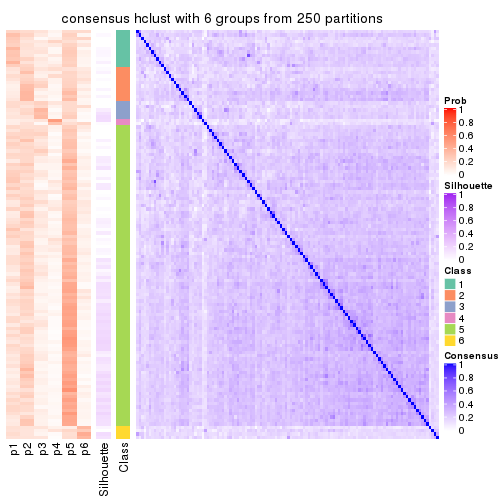 consensus hclust with 6 groups from 250 partitions
Prob
1
0.8
0.6
0.4
0.2
0
Silhouette
1
0.8
0.6
0.4
0.2
0
Class
1
2
3
4
5
6
Consensus
1
0.8
0.6
0.4
0.2
0
p1
p2
p3
p4
p5
p6
Silhouette
Class